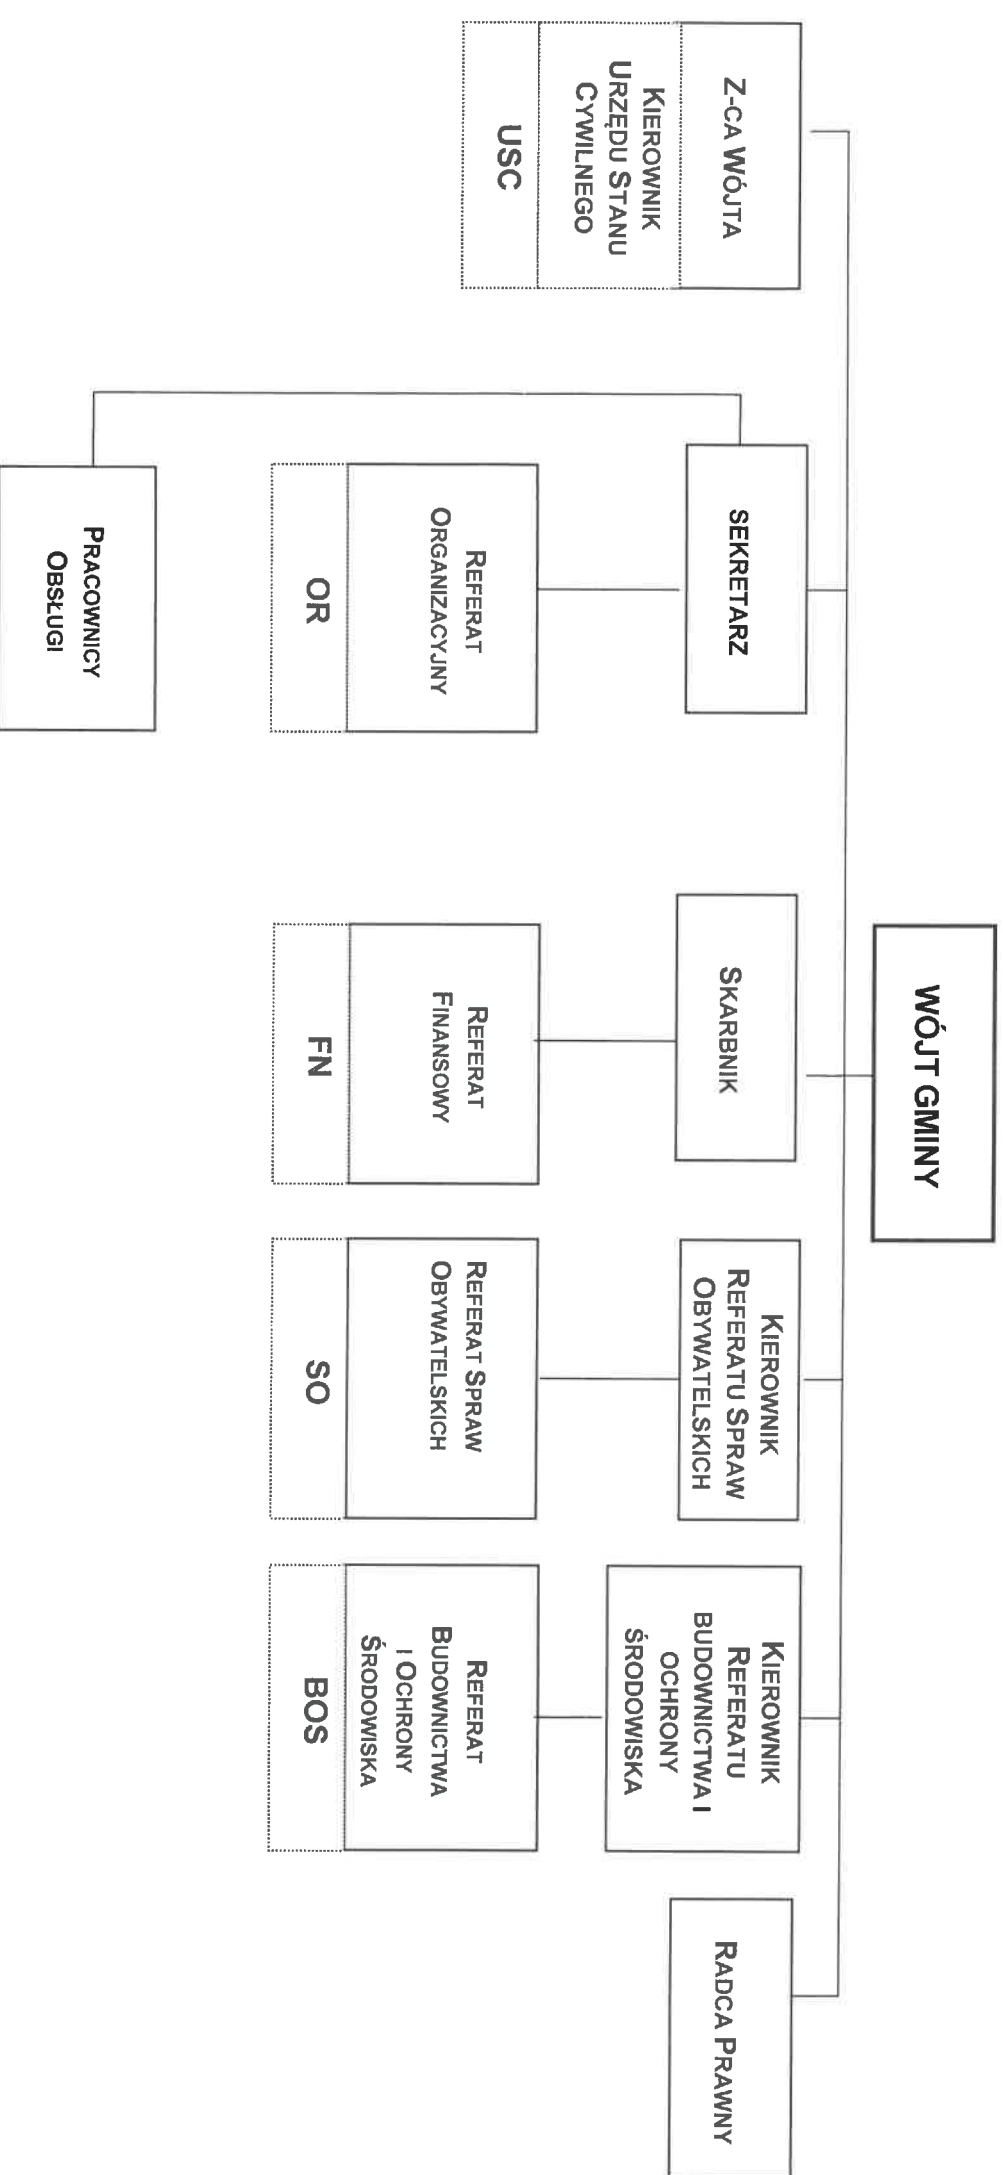 WÓJT GMINY
Z-CA WÓJTA
KIEROWNIK
URZĘDU STANU
CYWILNEGO
USC
SEKRETARZ
REFERAT
ORGANIZACYJNY
OR
PRACOWNICY
OBSŁUGI
SKARBNIK
REFERAT
FINANSOWY
FN
KIEROWNIK
REFERATU SPRAW
OBYWATELSKICH
REFERAT SPRAW
OBYWATELSKICH
SO
KIEROWNIK
REFERATU
BUDOWNICTWA I
OCHRONY
ŚRODOWISKA
REFERAT
BUDOWNICTWA
I OCHRONY
ŚRODOWISKA
BOS
RADCA PRAWNY